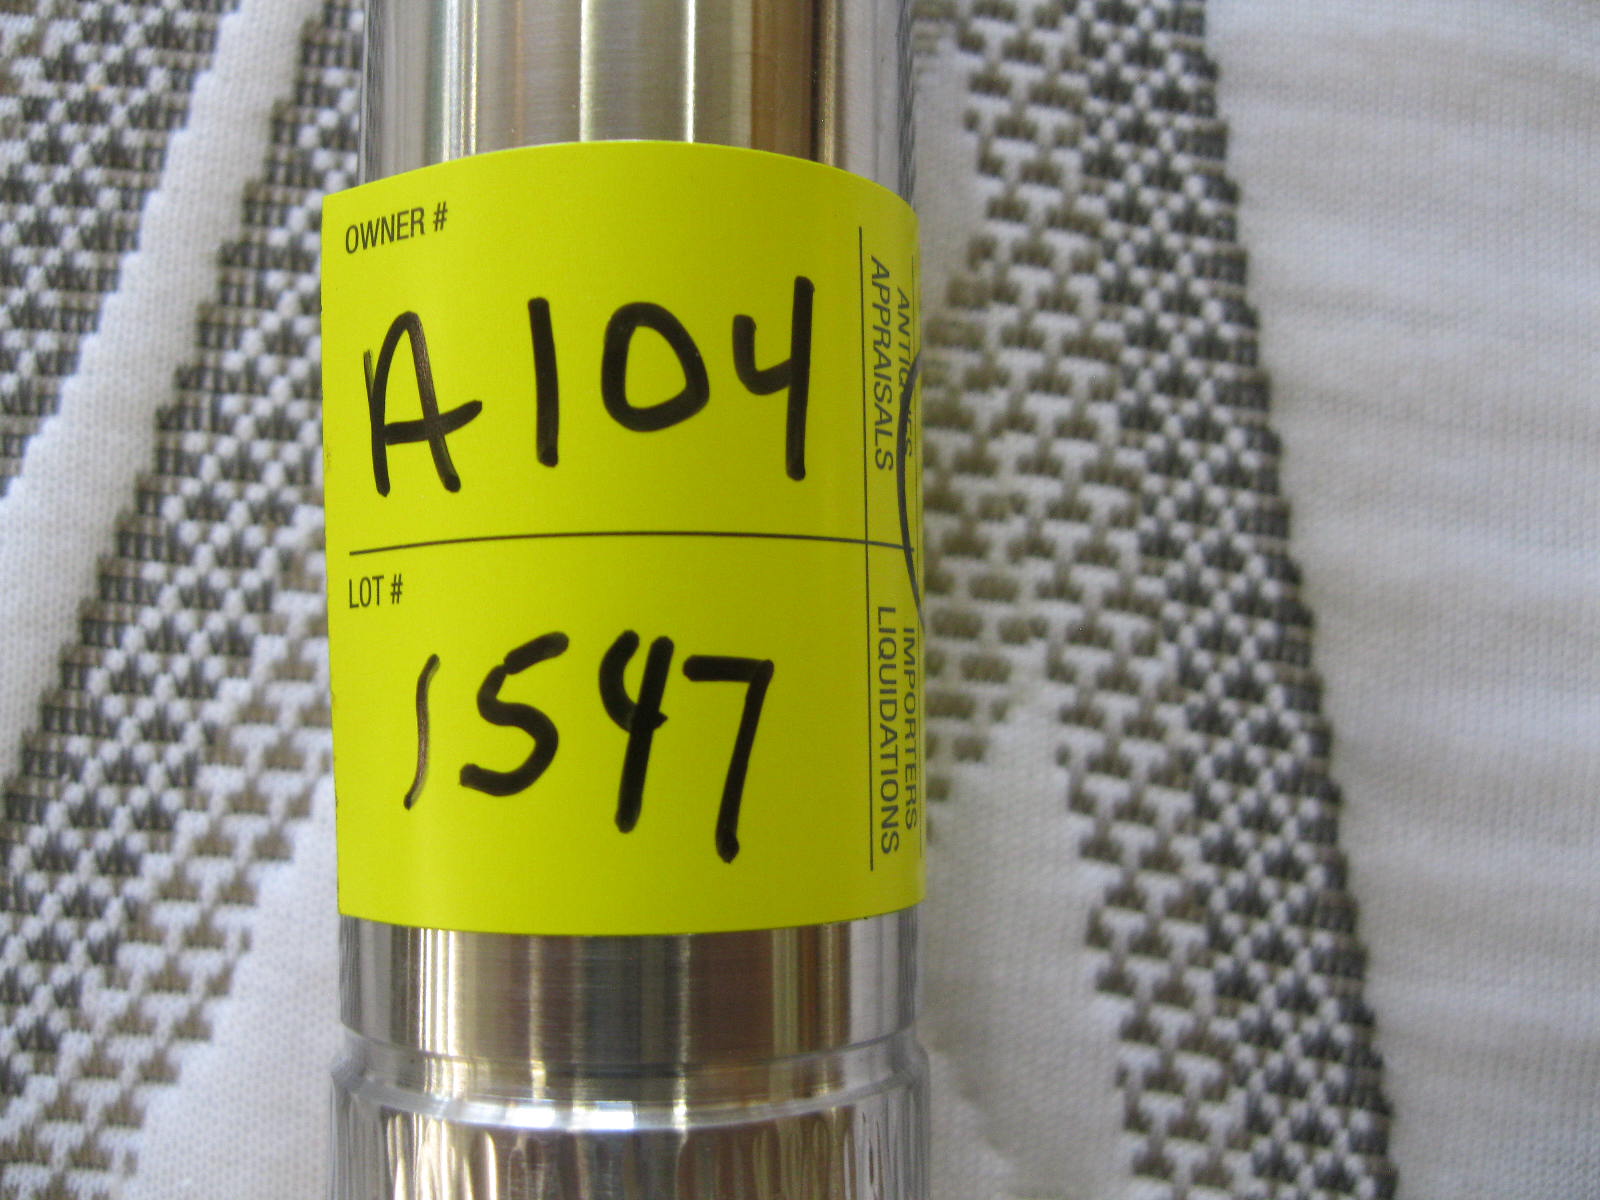 OWNER #
A104
LOT #
1547
APPRAISALS
LIQUIDATIONS
IMPORTERS